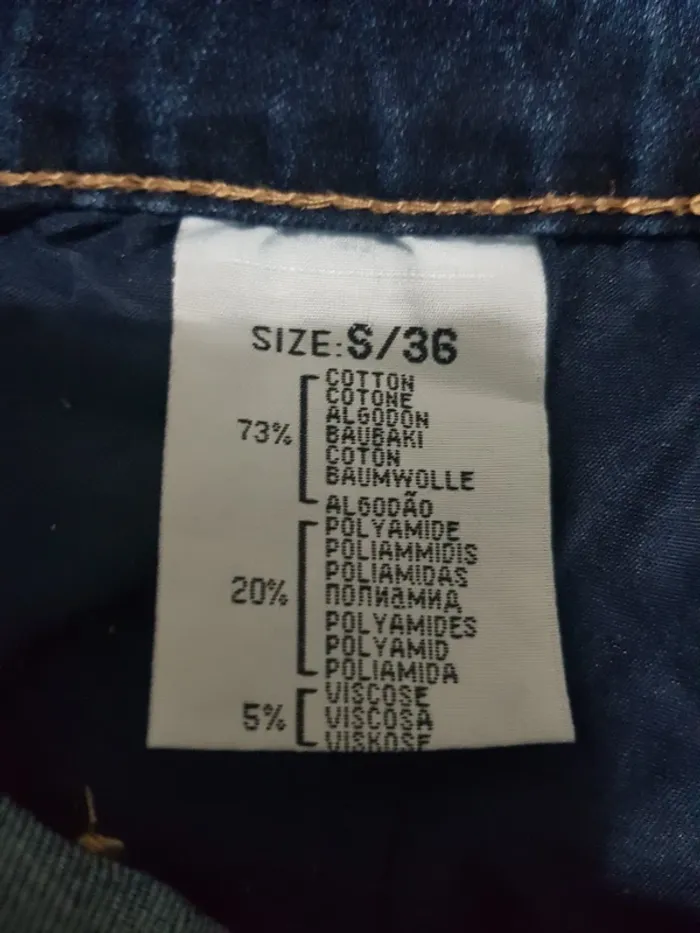 SIZE: S/36
COTTON
COTONE
ALGODÓN
BAUBAKI
73%
COTON
BAUMWOLLE
ALGODÃO
POLYAMIDE
POLIAMMIDIS
POLIAMIDAS
20%
полиамид
POLYAMIDES
POLYAMID
POLIAMIDA
VISCOSE
5%
VISCOSA
VISKOSE